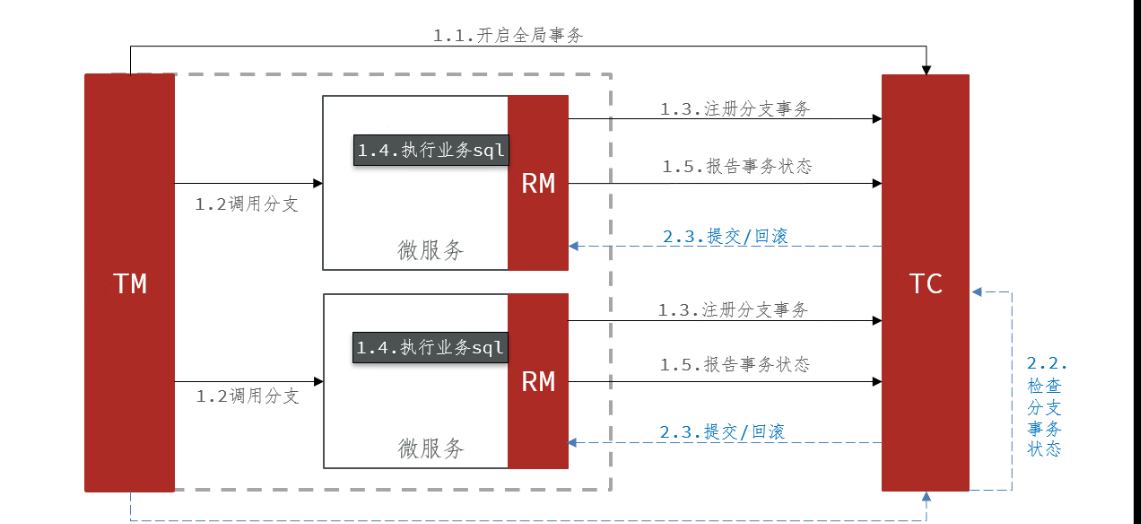 1.1.开启全局事务
1.3.注册分支事务
1.4.执行业务sql
1.5.报告事务状态
RM
1.2调用分支
2.3.提交/回滚
微服务
TM
TC
1.3.注册分支事务
1.4.执行业务sql
1.5.报告事务状态
2.2.
检查
分支
事务
状态
RM
1.2调用分支
2.3.提交/回滚
微服务